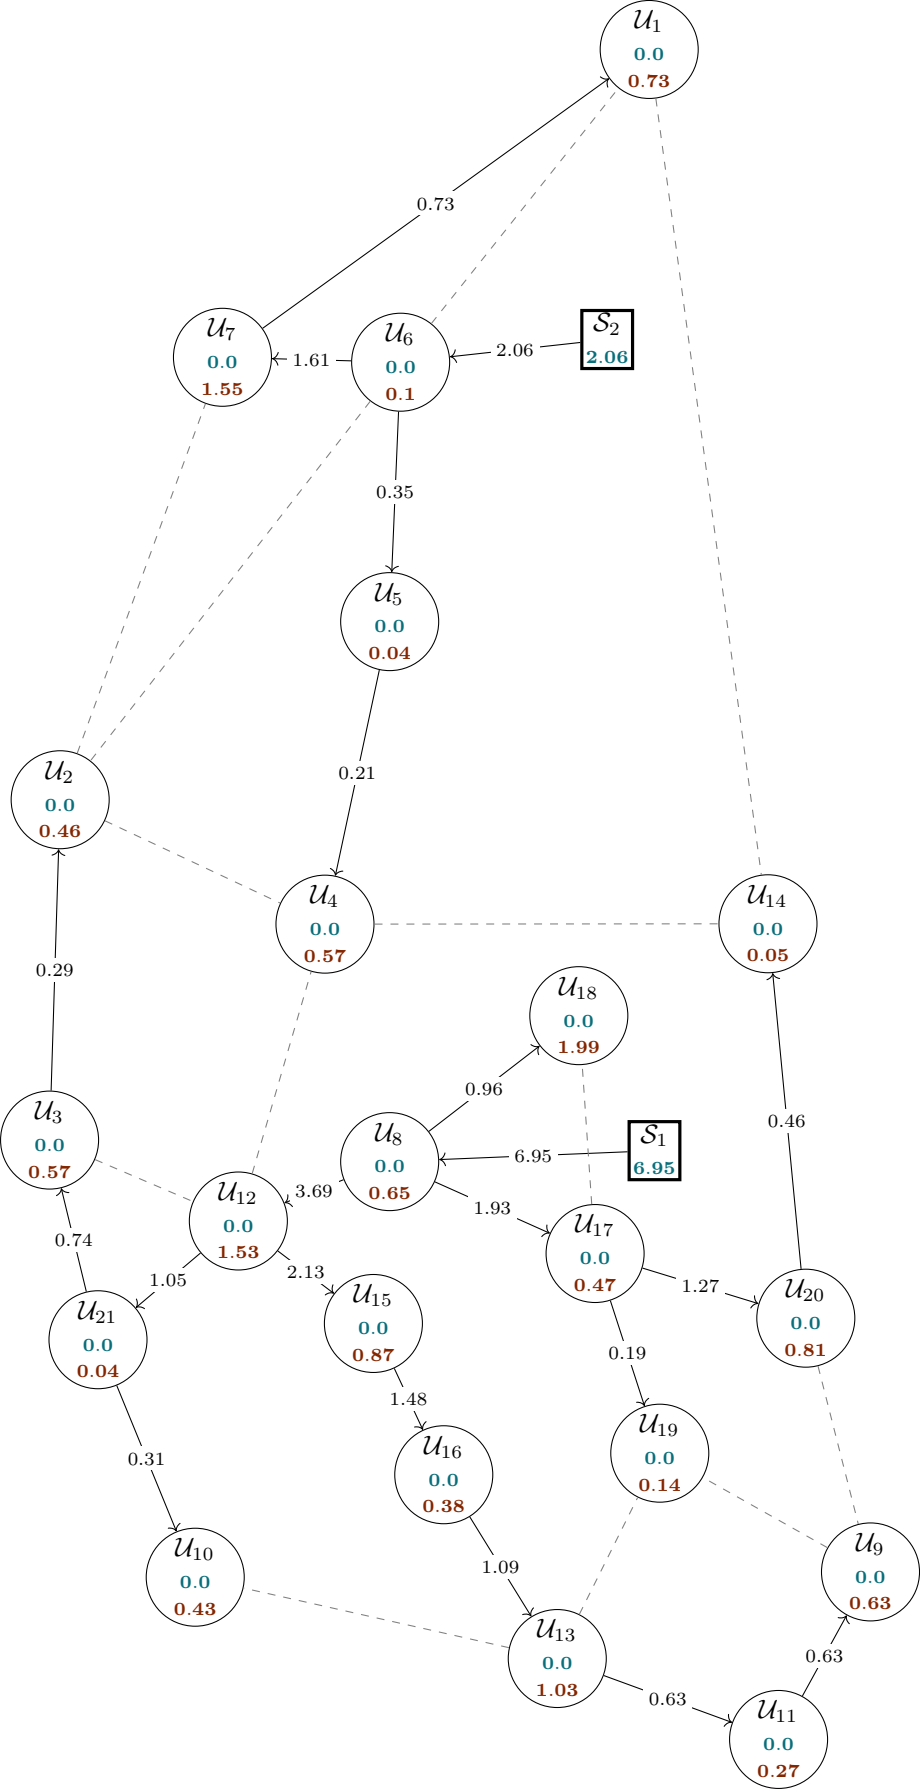 𝒰₁
0.0
0.73
0.73
𝒰₇
0.0
1.55
1.61
𝒰₆
0.0
0.1
2.06
𝒮₂
2.06
0.35
𝒰₅
0.0
0.04
0.21
𝒰₂
0.0
0.46
𝒰₄
0.0
0.57
𝒰₁₄
0.0
0.05
0.29
𝒰₁₈
0.0
1.99
0.96
0.46
𝒰₃
0.0
0.57
𝒰₈
0.0
0.65
6.95
𝒮₁
6.95
𝒰₁₂
0.0
1.53
3.69
1.93
0.74
𝒰₁₇
0.0
0.47
1.05
2.13
1.27
𝒰₂₁
0.0
0.04
𝒰₁₅
0.0
0.87
𝒰₂₀
0.0
0.81
0.19
1.48
0.31
𝒰₁₆
0.0
0.38
𝒰₁₉
0.0
0.14
𝒰₁₀
0.0
0.43
1.09
𝒰₉
0.0
0.63
𝒰₁₃
0.0
1.03
0.63
0.63
𝒰₁₁
0.0
0.27